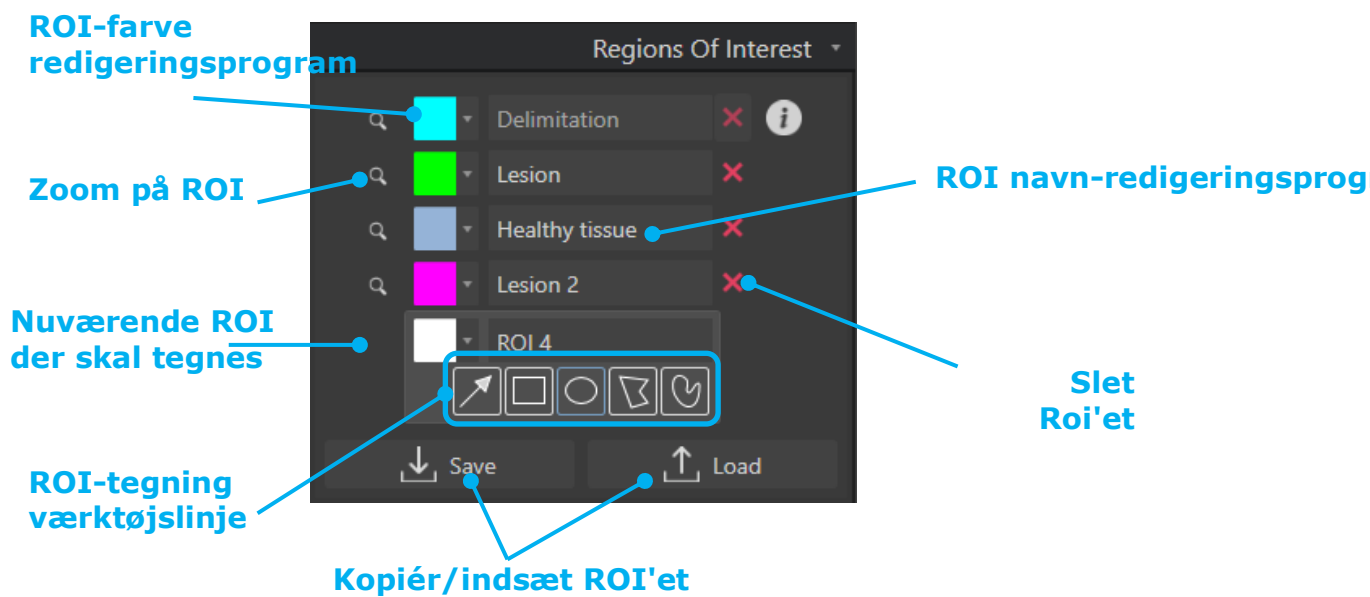 ROI-farve
redigeringsprogram
Regions Of Interest
Delimitation
i
Zoom på ROI
Lesion
ROI navn-redigeringsprog
Healthy tissue
Lesion 2
Nuværende ROI
der skal tegnes
ROI 4
Slet
Roi'et
Save
Load
ROI-tegning
værktøjslinje
Kopiér/indsæt ROI'et